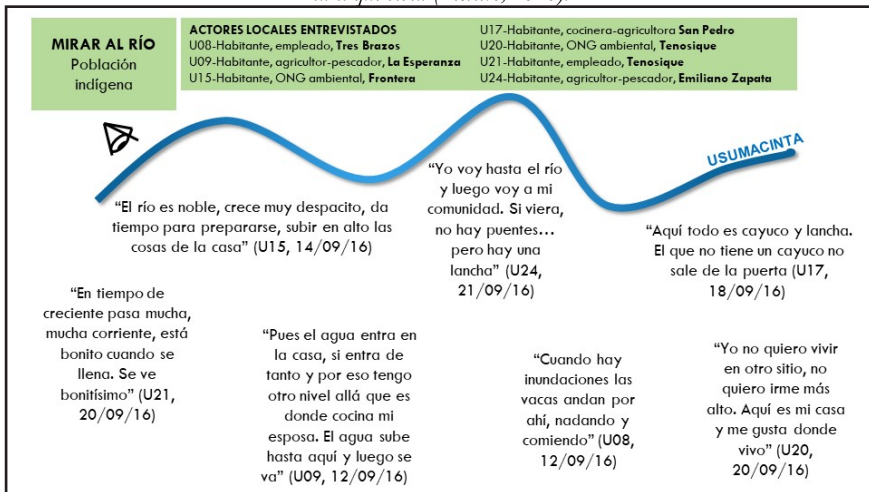 MIRAR AL RÍO
Población
indígena
ACTORES LOCALES ENTREVISTADOS
U08-Habitante, empleado, Tres Brazos
U09-Habitante, agricultor-pescador, La Esperanza
U15-Habitante, ONG ambiental, Frontera
U17-Habitante, cocinera-agricultora San Pedro
U20-Habitante, ONG ambiental, Tenosique
U21-Habitante, empleado, Tenosique
U24-Habitante, agricultor-pescador, Emiliano Zapata
USUMACINTA
“El río es noble, crece muy despacito, da
tiempo para prepararse, subir en alto las
cosas de la casa” (U15, 14/09/16)
“Yo voy hasta el río
y luego voy a mi
comunidad. Si viera,
no hay puentes…
pero hay una
lancha” (U24,
21/09/16)
“Aquí todo es cayuco y lancha.
El que no tiene un cayuco no
sale de la puerta (U17,
18/09/16)
“En tiempo de
creciente pasa mucha,
mucha corriente, está
bonito cuando se
llena. Se ve
bonitísimo” (U21,
20/09/16)
“Pues el agua entra en
la casa, si entra de
tanto y por eso tengo
otro nivel allá que es
donde cocina mi
esposa. El agua sube
hasta aquí y luego se
va” (U09, 12/09/16)
“Cuando hay
inundaciones las
vacas andan por
ahí, nadando y
comiendo” (U08,
12/09/16)
“Yo no quiero vivir
en otro sitio, no
quiero irme más
alto. Aquí es mi casa
y me gusta donde
vivo” (U20,
20/09/16)